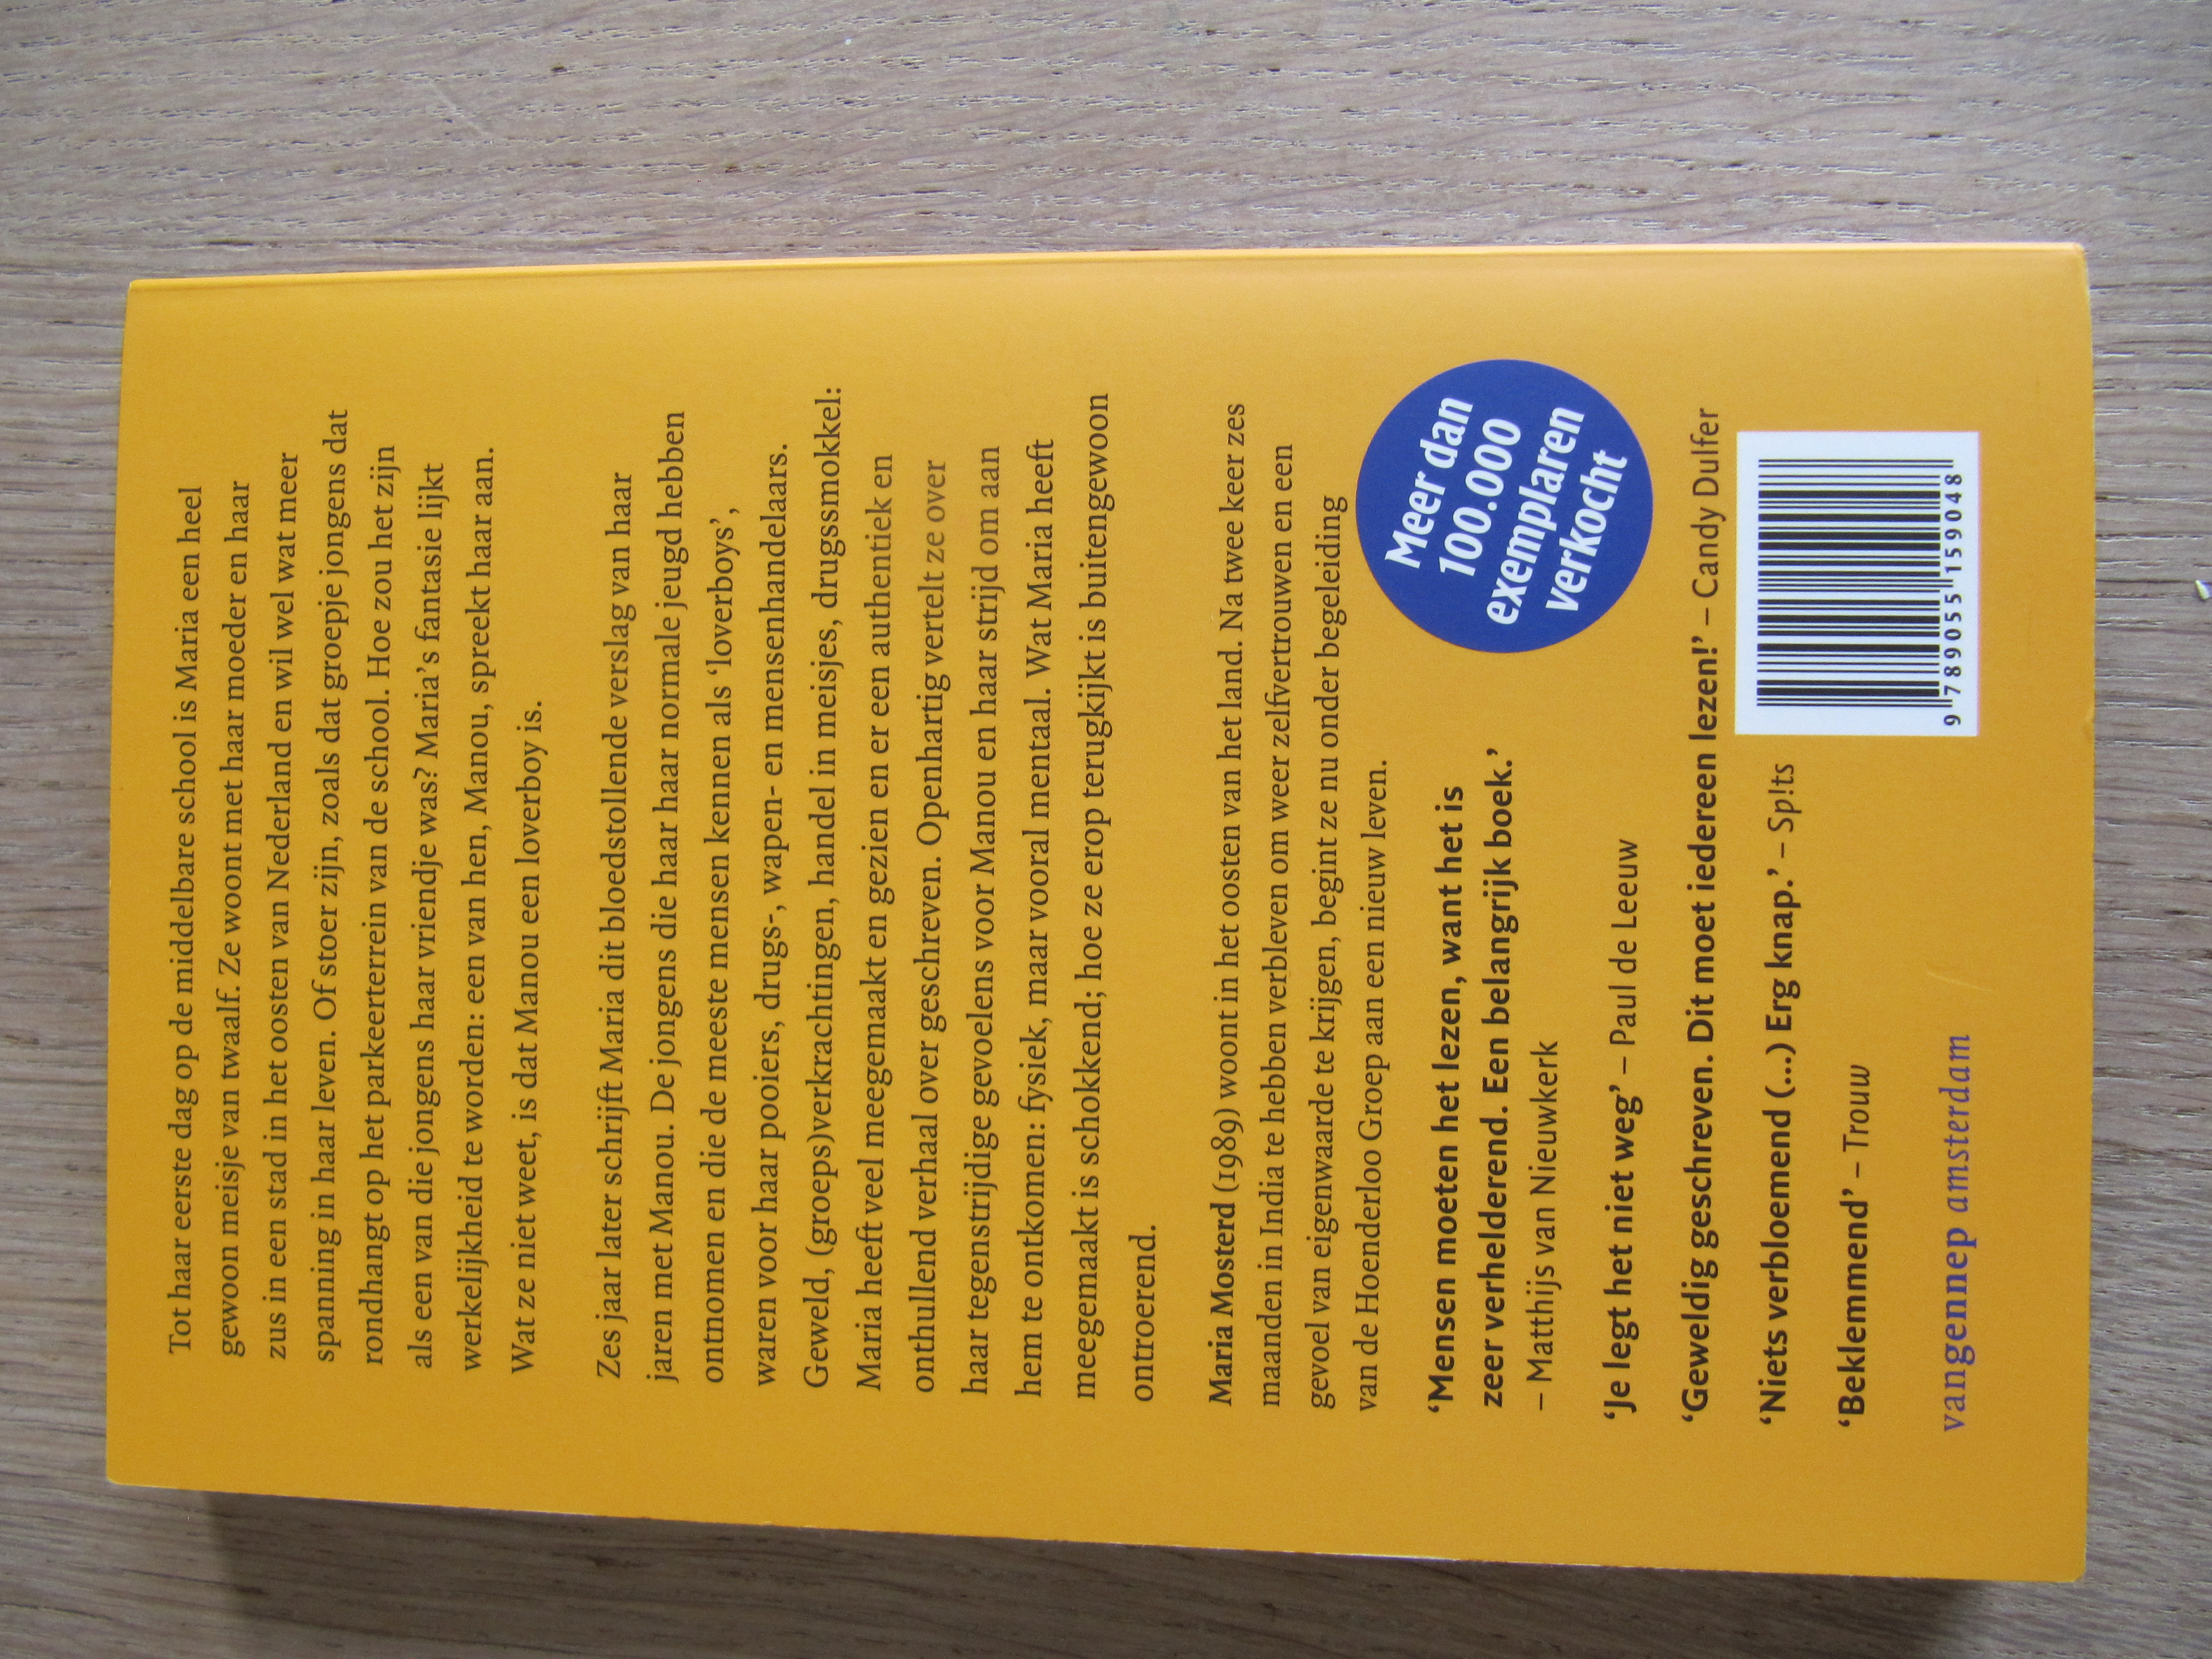 Tot haar eerste dag op de middelbare school is Maria een heel
gewoon meisje van twaalf. Ze woont met haar moeder en haar
zus in een stad in het oosten van Nederland en wil wel wat meer
spanning in haar leven. Of stoer zijn, zoals dat groepje jongens dat
rondhangt op het parkeerterrein van de school. Hoe zou het zijn
als een van die jongens haar vriendje was? Maria's fantasie lijkt
werkelijkheid te worden: een van hen, Manou, spreekt haar aan.
Wat ze niet weet, is dat Manou een loverboy is.
Zes jaar later schrijft Maria dit bloedstollende verslag van haar
jaren met Manou. De jongens die haar haar normale jeugd hebben
ontnomen en die de meeste mensen kennen als ‘loverboys’,
waren voor haar pooiers, drugs-, wapen- en mensenhandelaars.
Geweld, (groeps)verkrachtingen, handel in meisjes, drugssmokkel:
Maria heeft veel meegemaakt en gezien en er een authentiek en
onthullend verhaal over geschreven. Openhartig vertelt ze over
haar tegenstrijdige gevoelens voor Manou en haar strijd om aan
hem te ontkomen: fysiek, maar vooral mentaal. Wat Maria heeft
meegemaakt is schokkend; hoe ze erop terugkijkt is buitengewoon
ontroerend.
Maria Mosterd (1989) woont in het oosten van het land. Na twee keer zes
maanden in India te hebben verbleven om weer zelfvertrouwen en een
gevoel van eigenwaarde te krijgen, begint ze nu onder begeleiding
van de Hoenderloo Groep aan een nieuw leven.
Meer dan
100.000
exemplaren
verkocht
‘Mensen moeten het lezen, want het is
zeer verhelderend. Een belangrijk boek.’
– Matthijs van Nieuwkerk
‘Je legt het niet weg’ – Paul de Leeuw
‘Geweldig geschreven. Dit moet iedereen lezen!’ – Candy Dulfer
‘Niets verbloemend (...) Erg knap.’ – Sp!ts
‘Beklemmend’ – Trouw
vangennep amsterdam
9 789055 159048